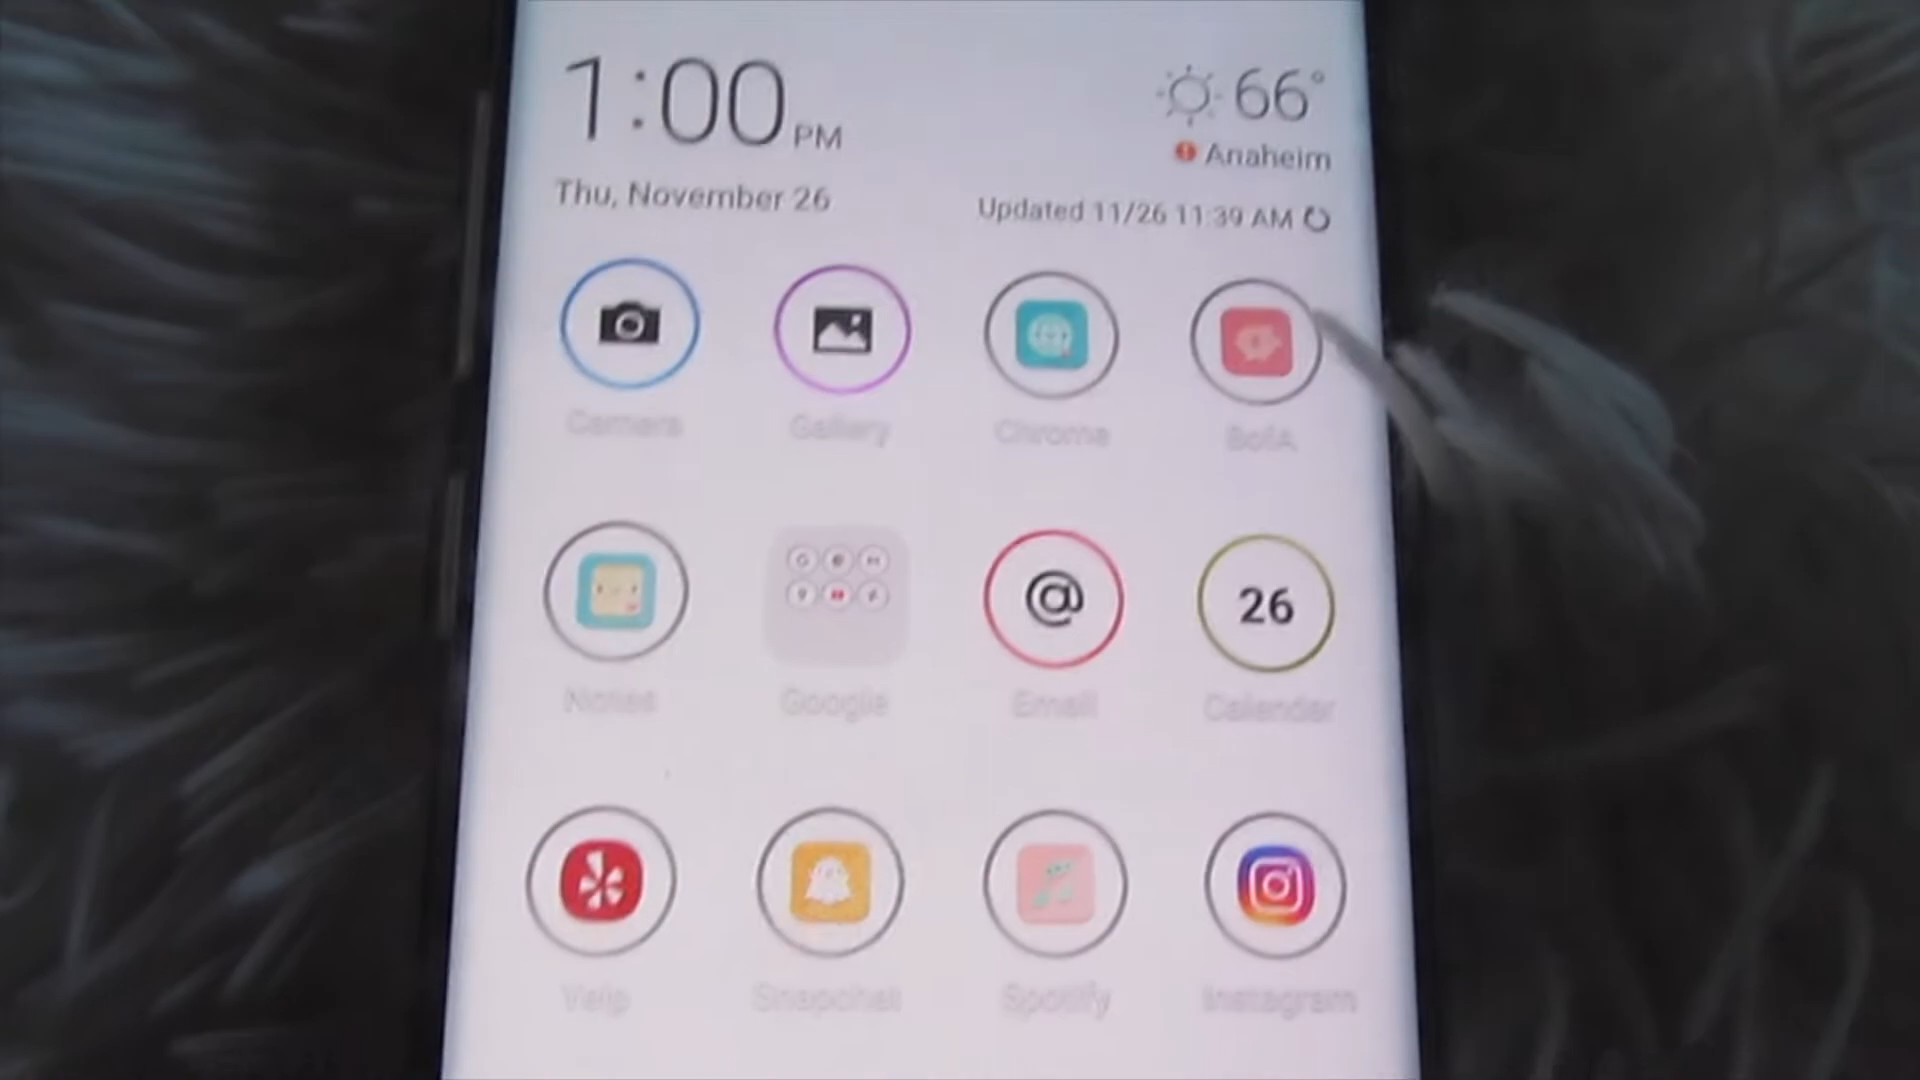 1:00 PM
66°
Anaheim
Thu, November 26
Updated 11/26 11:39 AM
Camera
Gallery
Chrome
BofA
26
Notes
Google
Email
Calendar
Yelp
Snapchat
Spotify
Instagram